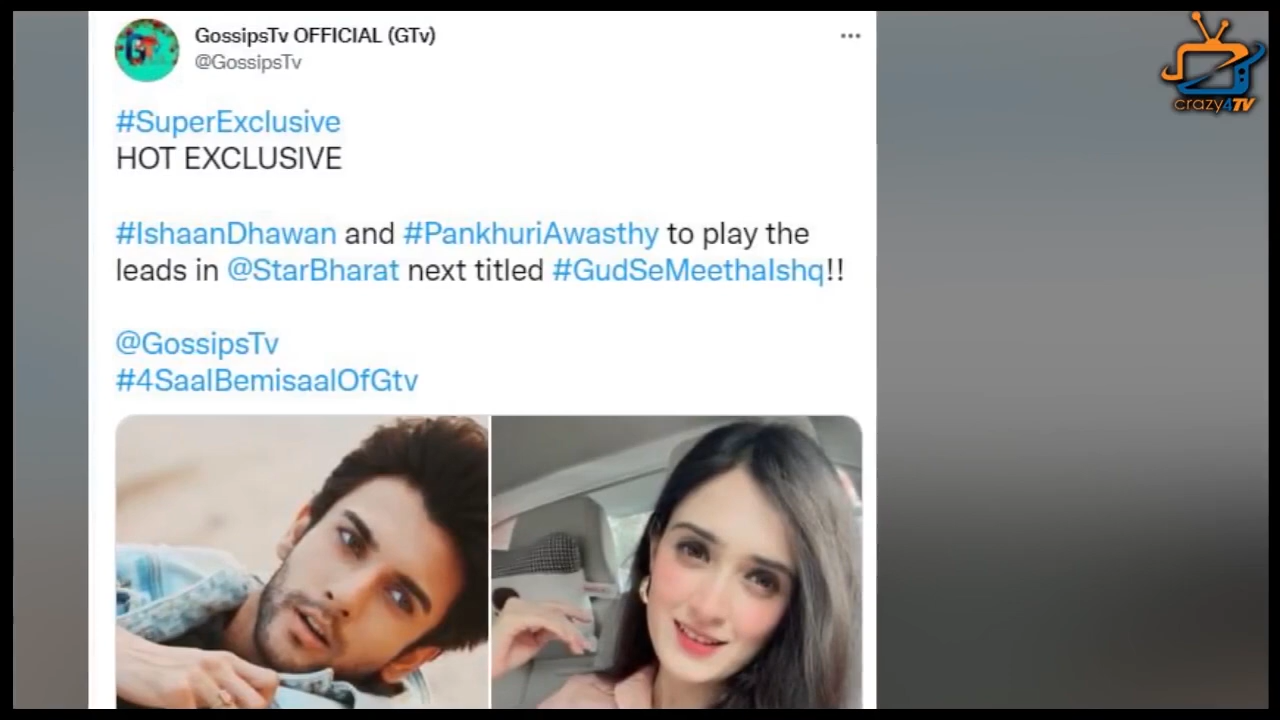 GossipsTv OFFICIAL (GTv)
@GossipsTv
#SuperExclusive
HOT EXCLUSIVE
#IshaanDhawan and #PankhuriAwasthy to play the
leads in @StarBharat next titled #GudSeMeethaIshq!!
@GossipsTv
#4SaalBemisaalOfGtv
crazy4TV